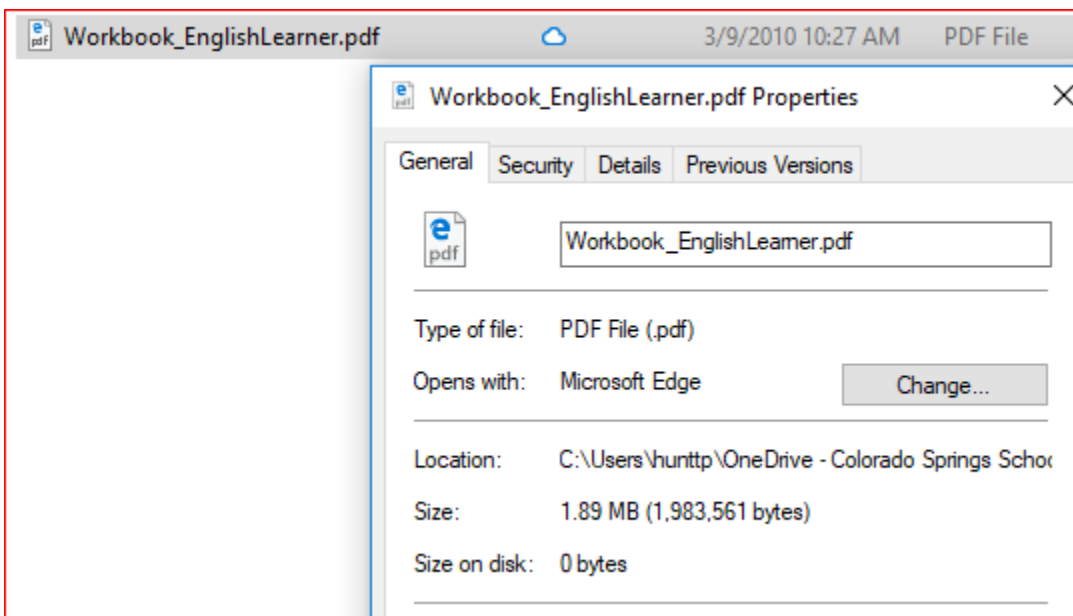 Workbook_EnglishLearner.pdf 3/9/2010 10:27 AM PDF File
Workbook_EnglishLearner.pdf Properties
General Security Details Previous Versions
pdf Workbook_EnglishLearner.pdf
Type of file: PDF File (.pdf)
Opens with: Microsoft Edge Change...
Location: C:\Users\hunttp\OneDrive - Colorado Springs Schoo
Size: 1.89 MB (1,983,561 bytes)
Size on disk: 0 bytes